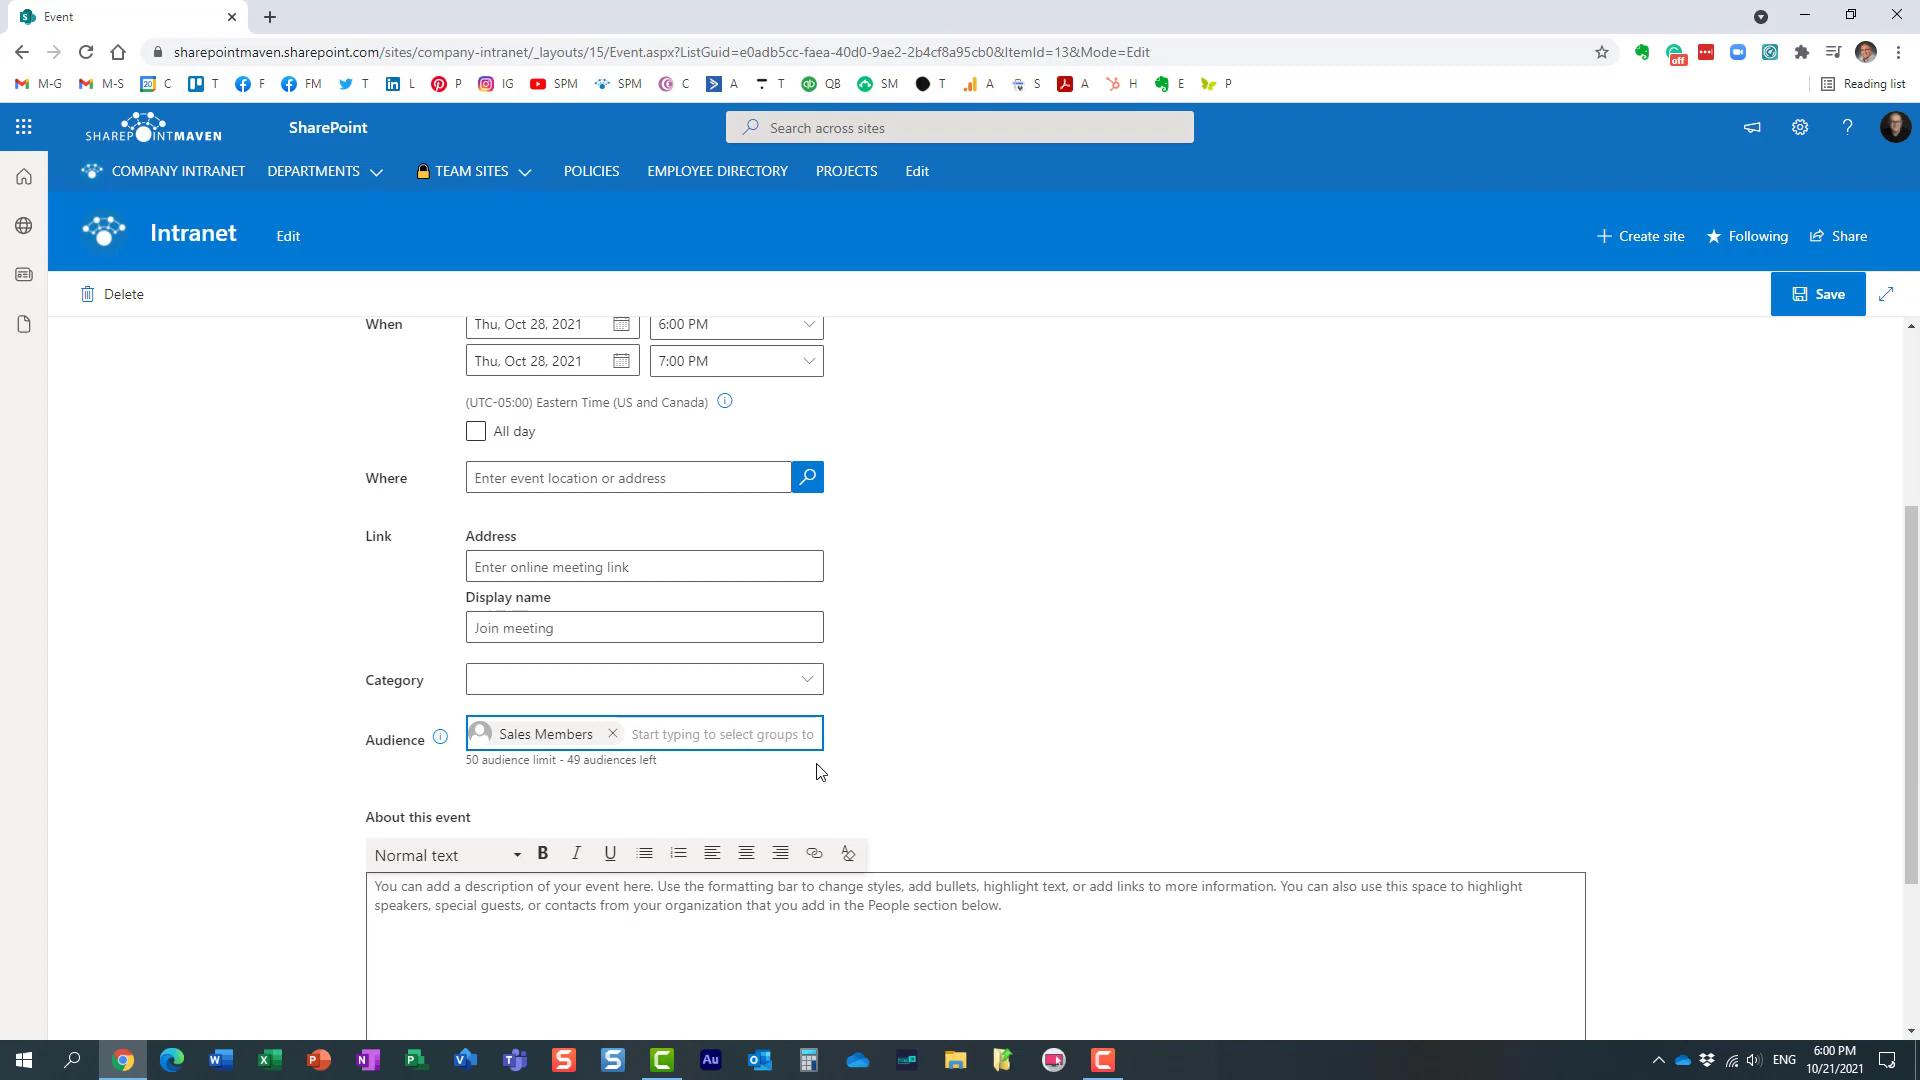 Event
sharepointmaven.sharepoint.com/sites/company-intranet/_layouts/15/Event.aspx?ListGuid=e0adb5cc-faea-40d0-9ae2-2b4cf8a95cb0&ItemId=13&Mode=Edit
off
M-G M-S 20 C T F FM T L P IG SPM SPM C A T QB SM T A S A H E P Reading list
SHAREPOINTMAVEN SharePoint Search across sites
COMPANY INTRANET DEPARTMENTS TEAM SITES POLICIES EMPLOYEE DIRECTORY PROJECTS Edit
Intranet Edit Create site Following Share
Delete Save
When Thu, Oct 28, 2021 6:00 PM
Thu, Oct 28, 2021 7:00 PM
(UTC-05:00) Eastern Time (US and Canada)
All day
Where Enter event location or address
Link Address
Enter online meeting link
Display name
Join meeting
Category
Audience Sales Members Start typing to select groups to
50 audience limit - 49 audiences left
About this event
Normal text B I U
You can add a description of your event here. Use the formatting bar to change styles, add bullets, highlight text, or add links to more information. You can also use this space to highlight
speakers, special guests, or contacts from your organization that you add in the People section below.
ENG 6:00 PM
10/21/2021